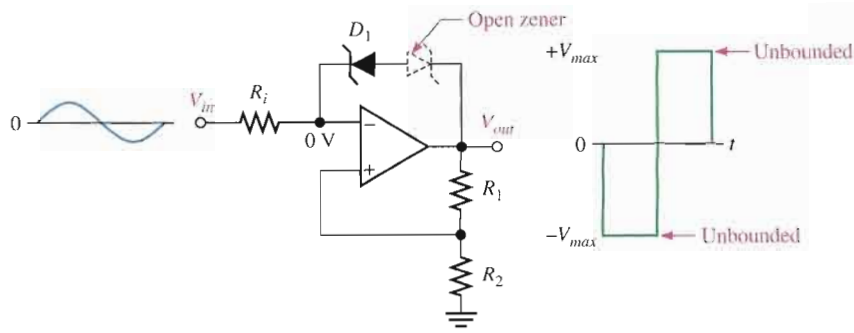 Open zener
D1
+Vmax
Unbounded
Vin
Ri
0
0 V
Vout
0
t
R1
−Vmax
Unbounded
R2